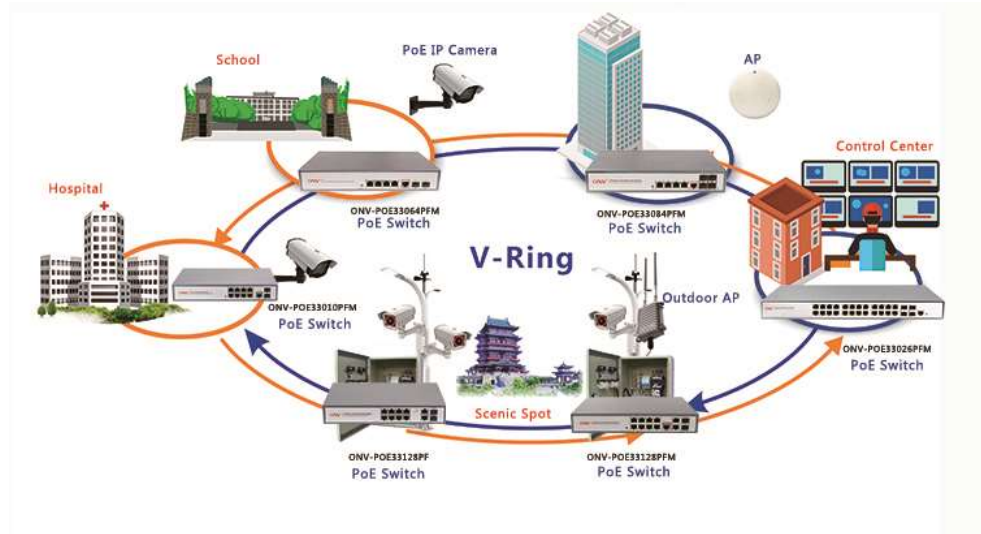 PoE IP Camera
AP
School
Control Center
Hospital
ONV-POE33064PFM
PoE Switch
ONV-POE33084PFM
PoE Switch
V-Ring
ONV-POE33010PFM
PoE Switch
Outdoor AP
ONV-POE33026PFM
PoE Switch
Scenic Spot
ONV-POE33128PF
PoE Switch
ONV-POE33128PFM
PoE Switch